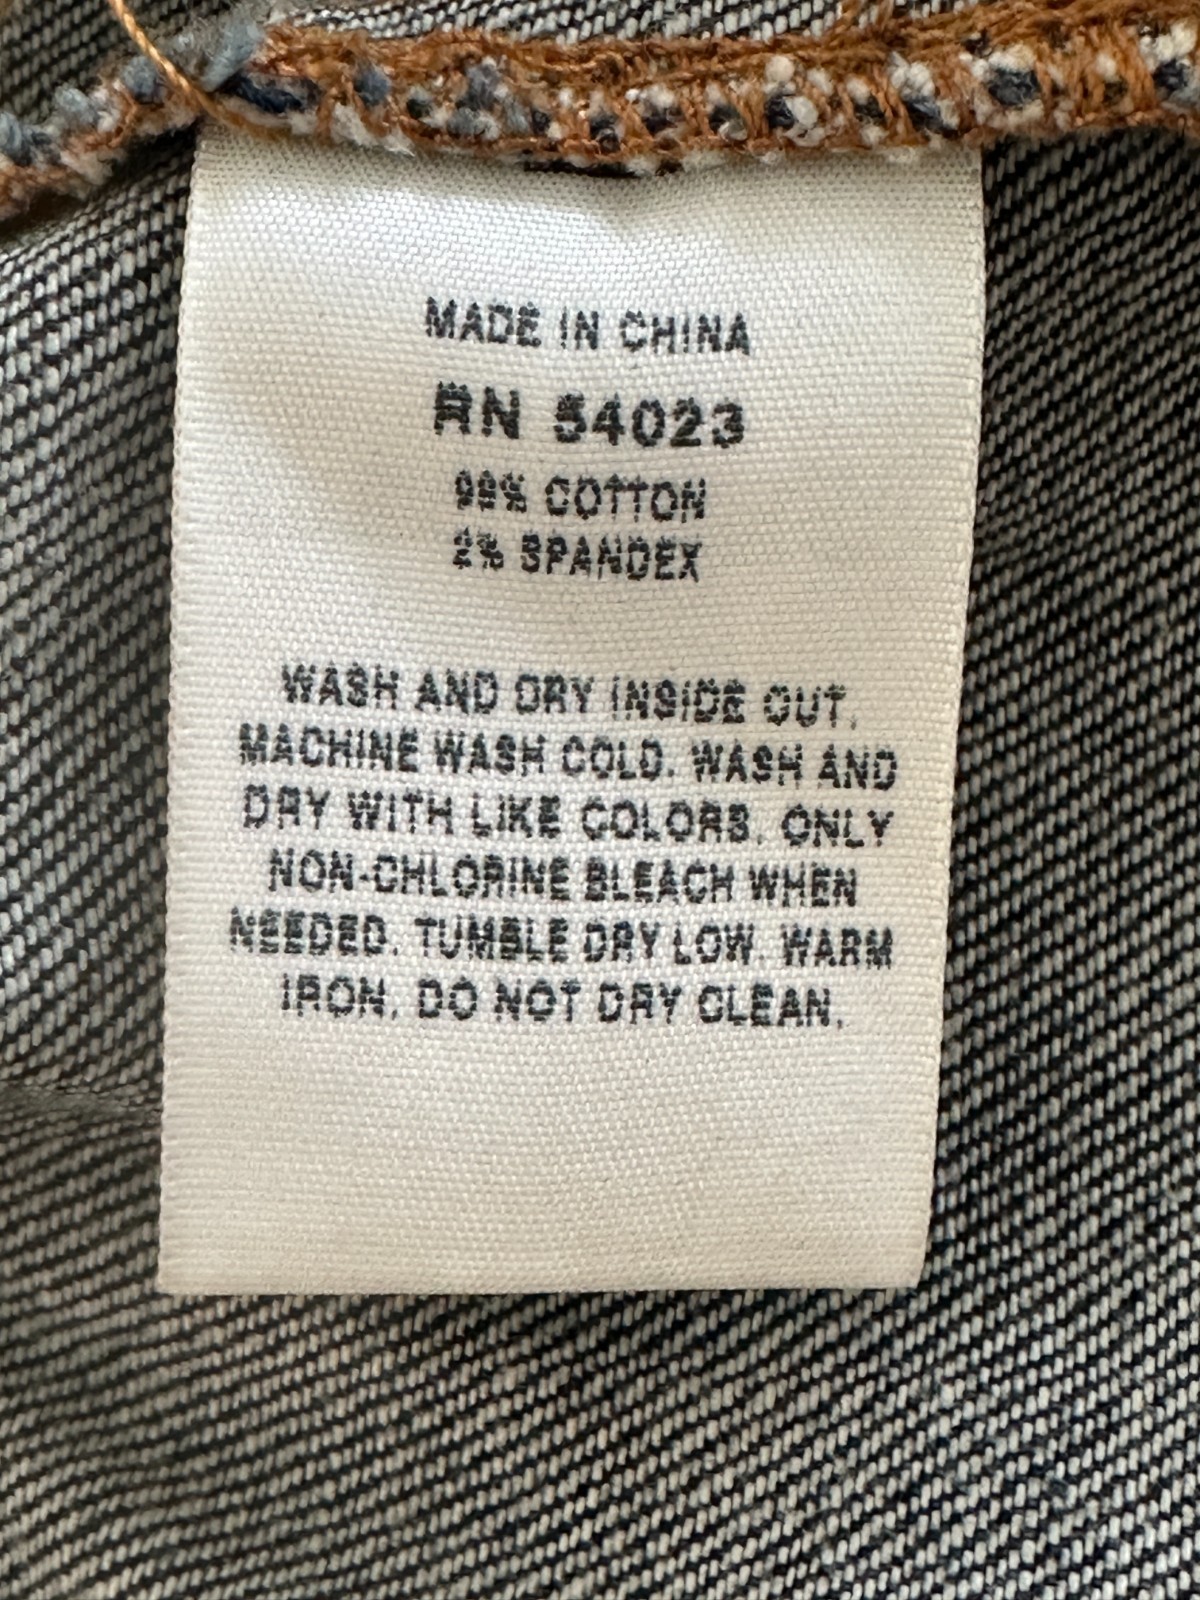 MADE IN CHINA
RN 54023
98% COTTON
2% SPANDEX
WASH AND DRY INSIDE OUT.
MACHINE WASH COLD. WASH AND
DRY WITH LIKE COLORS. ONLY
NON-CHLORINE BLEACH WHEN
NEEDED. TUMBLE DRY LOW. WARM
IRON. DO NOT DRY CLEAN.